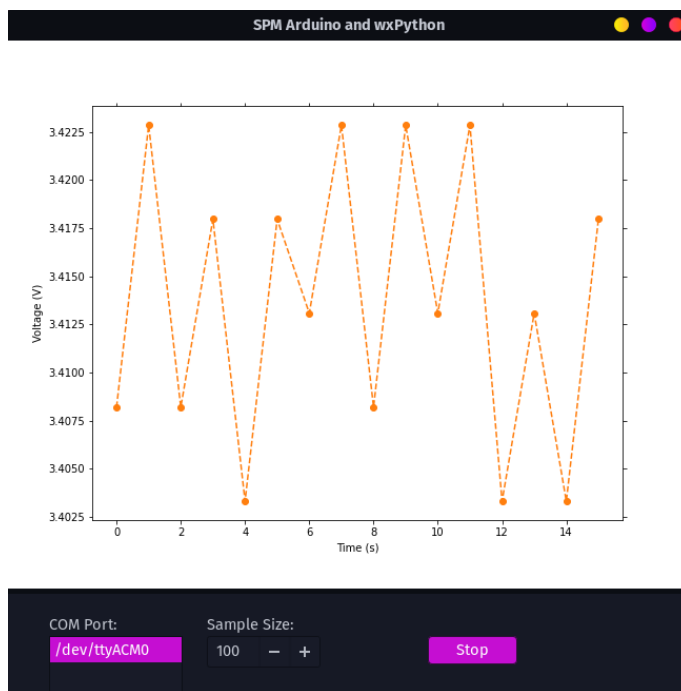 SPM Arduino and wxPython
3.4225
3.4200
3.4175
3.4150
3.4125
3.4100
3.4075
3.4050
3.4025
Voltage (V)
0 2 4 6 8 10 12 14
Time (s)
COM Port: Sample Size:
/dev/ttyACM0 100 − + Stop